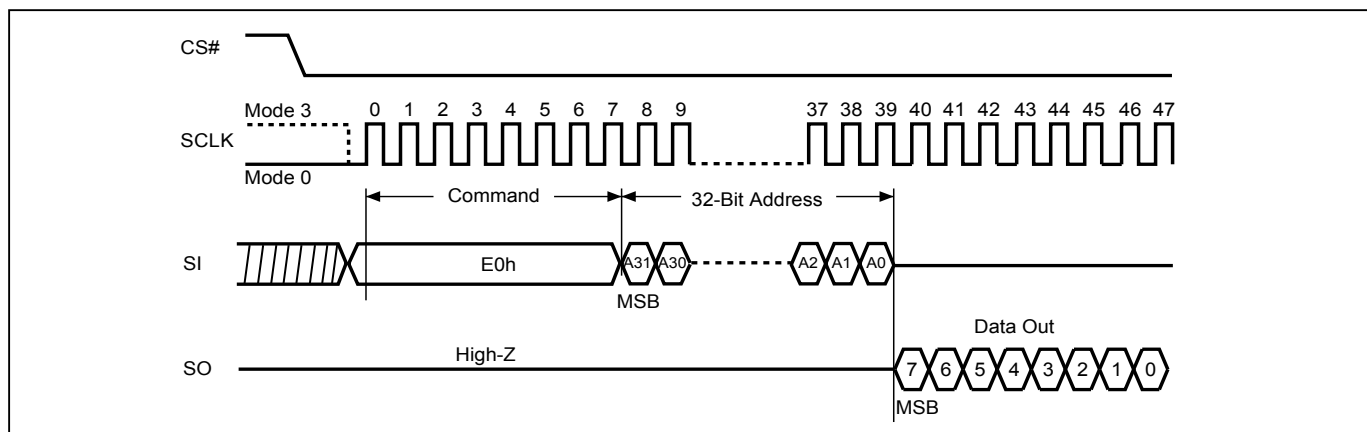 CS#
Mode 3
0 1 2 3 4 5 6 7 8 9 37 38 39 40 41 42 43 44 45 46 47
SCLK
Mode 0
Command 32-Bit Address
SI E0h A31 A30 A2 A1 A0
MSB
Data Out
High-Z
SO 7 6 5 4 3 2 1 0
MSB